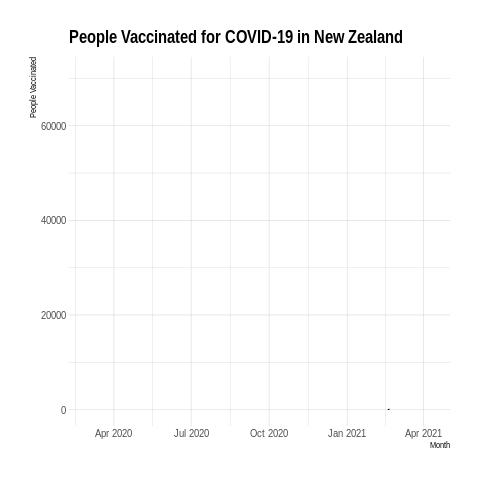 People Vaccinated for COVID-19 in New Zealand
People Vaccinated
60000
40000
20000
0
Apr 2020 Jul 2020 Oct 2020 Jan 2021 Apr 2021
Month